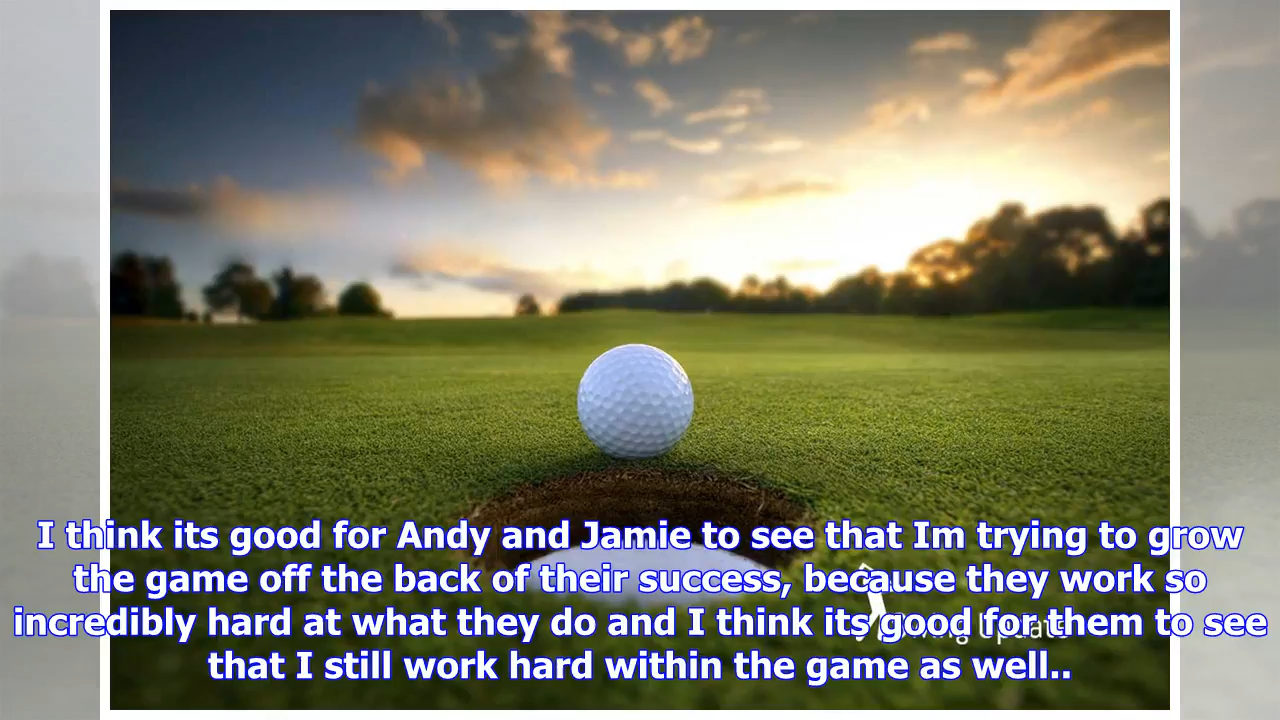 I think its good for Andy and Jamie to see that Im trying to grow
the game off the back of their success, because they work so
incredibly hard at what they do and I think its good for them to see
that I still work hard within the game as well..